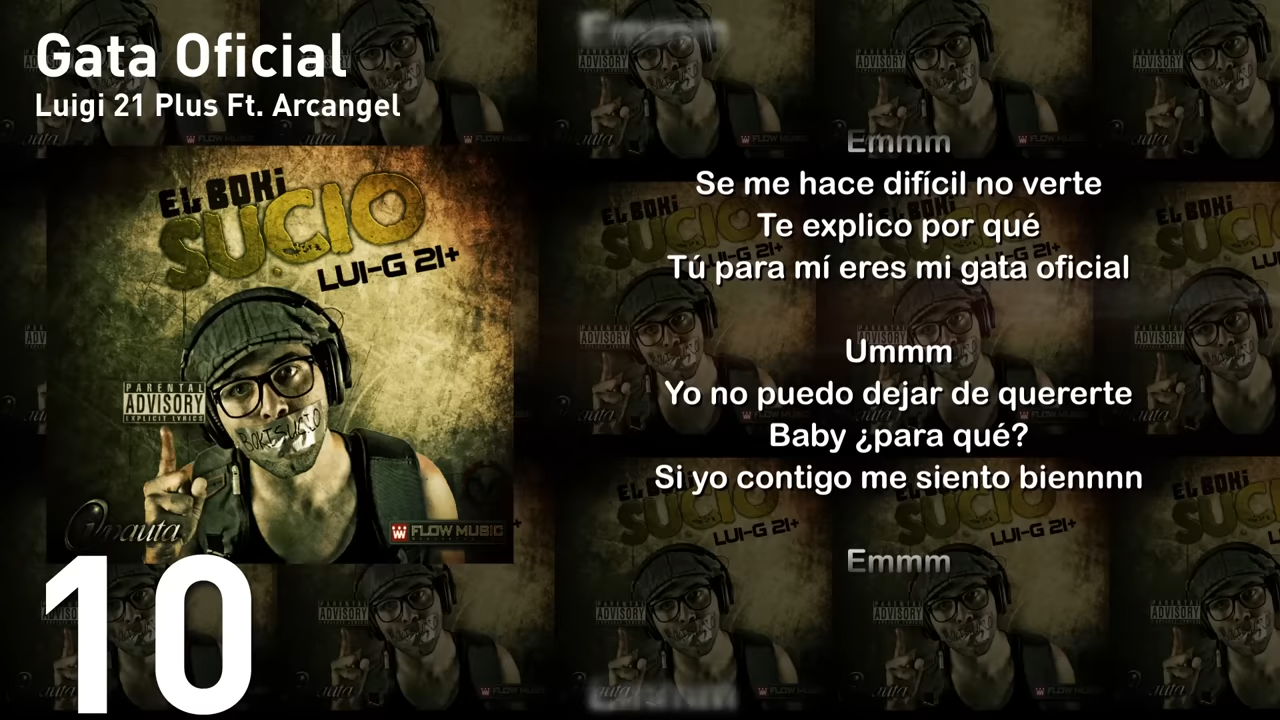 Gata Oficial
Luigi 21 Plus Ft. Arcangel
EL BOKi
SUCIO
LUI-G 21+
PARENTAL
ADVISORY
EXPLICIT LYRICS
BOKISUCIO
FLOW MUSIC
10
Emmm
Se me hace difícil no verte
Te explico por qué
Tú para mí eres mi gata oficial
Ummm
Yo no puedo dejar de quererte
Baby ¿para qué?
Si yo contigo me siento biennnn
Emmm